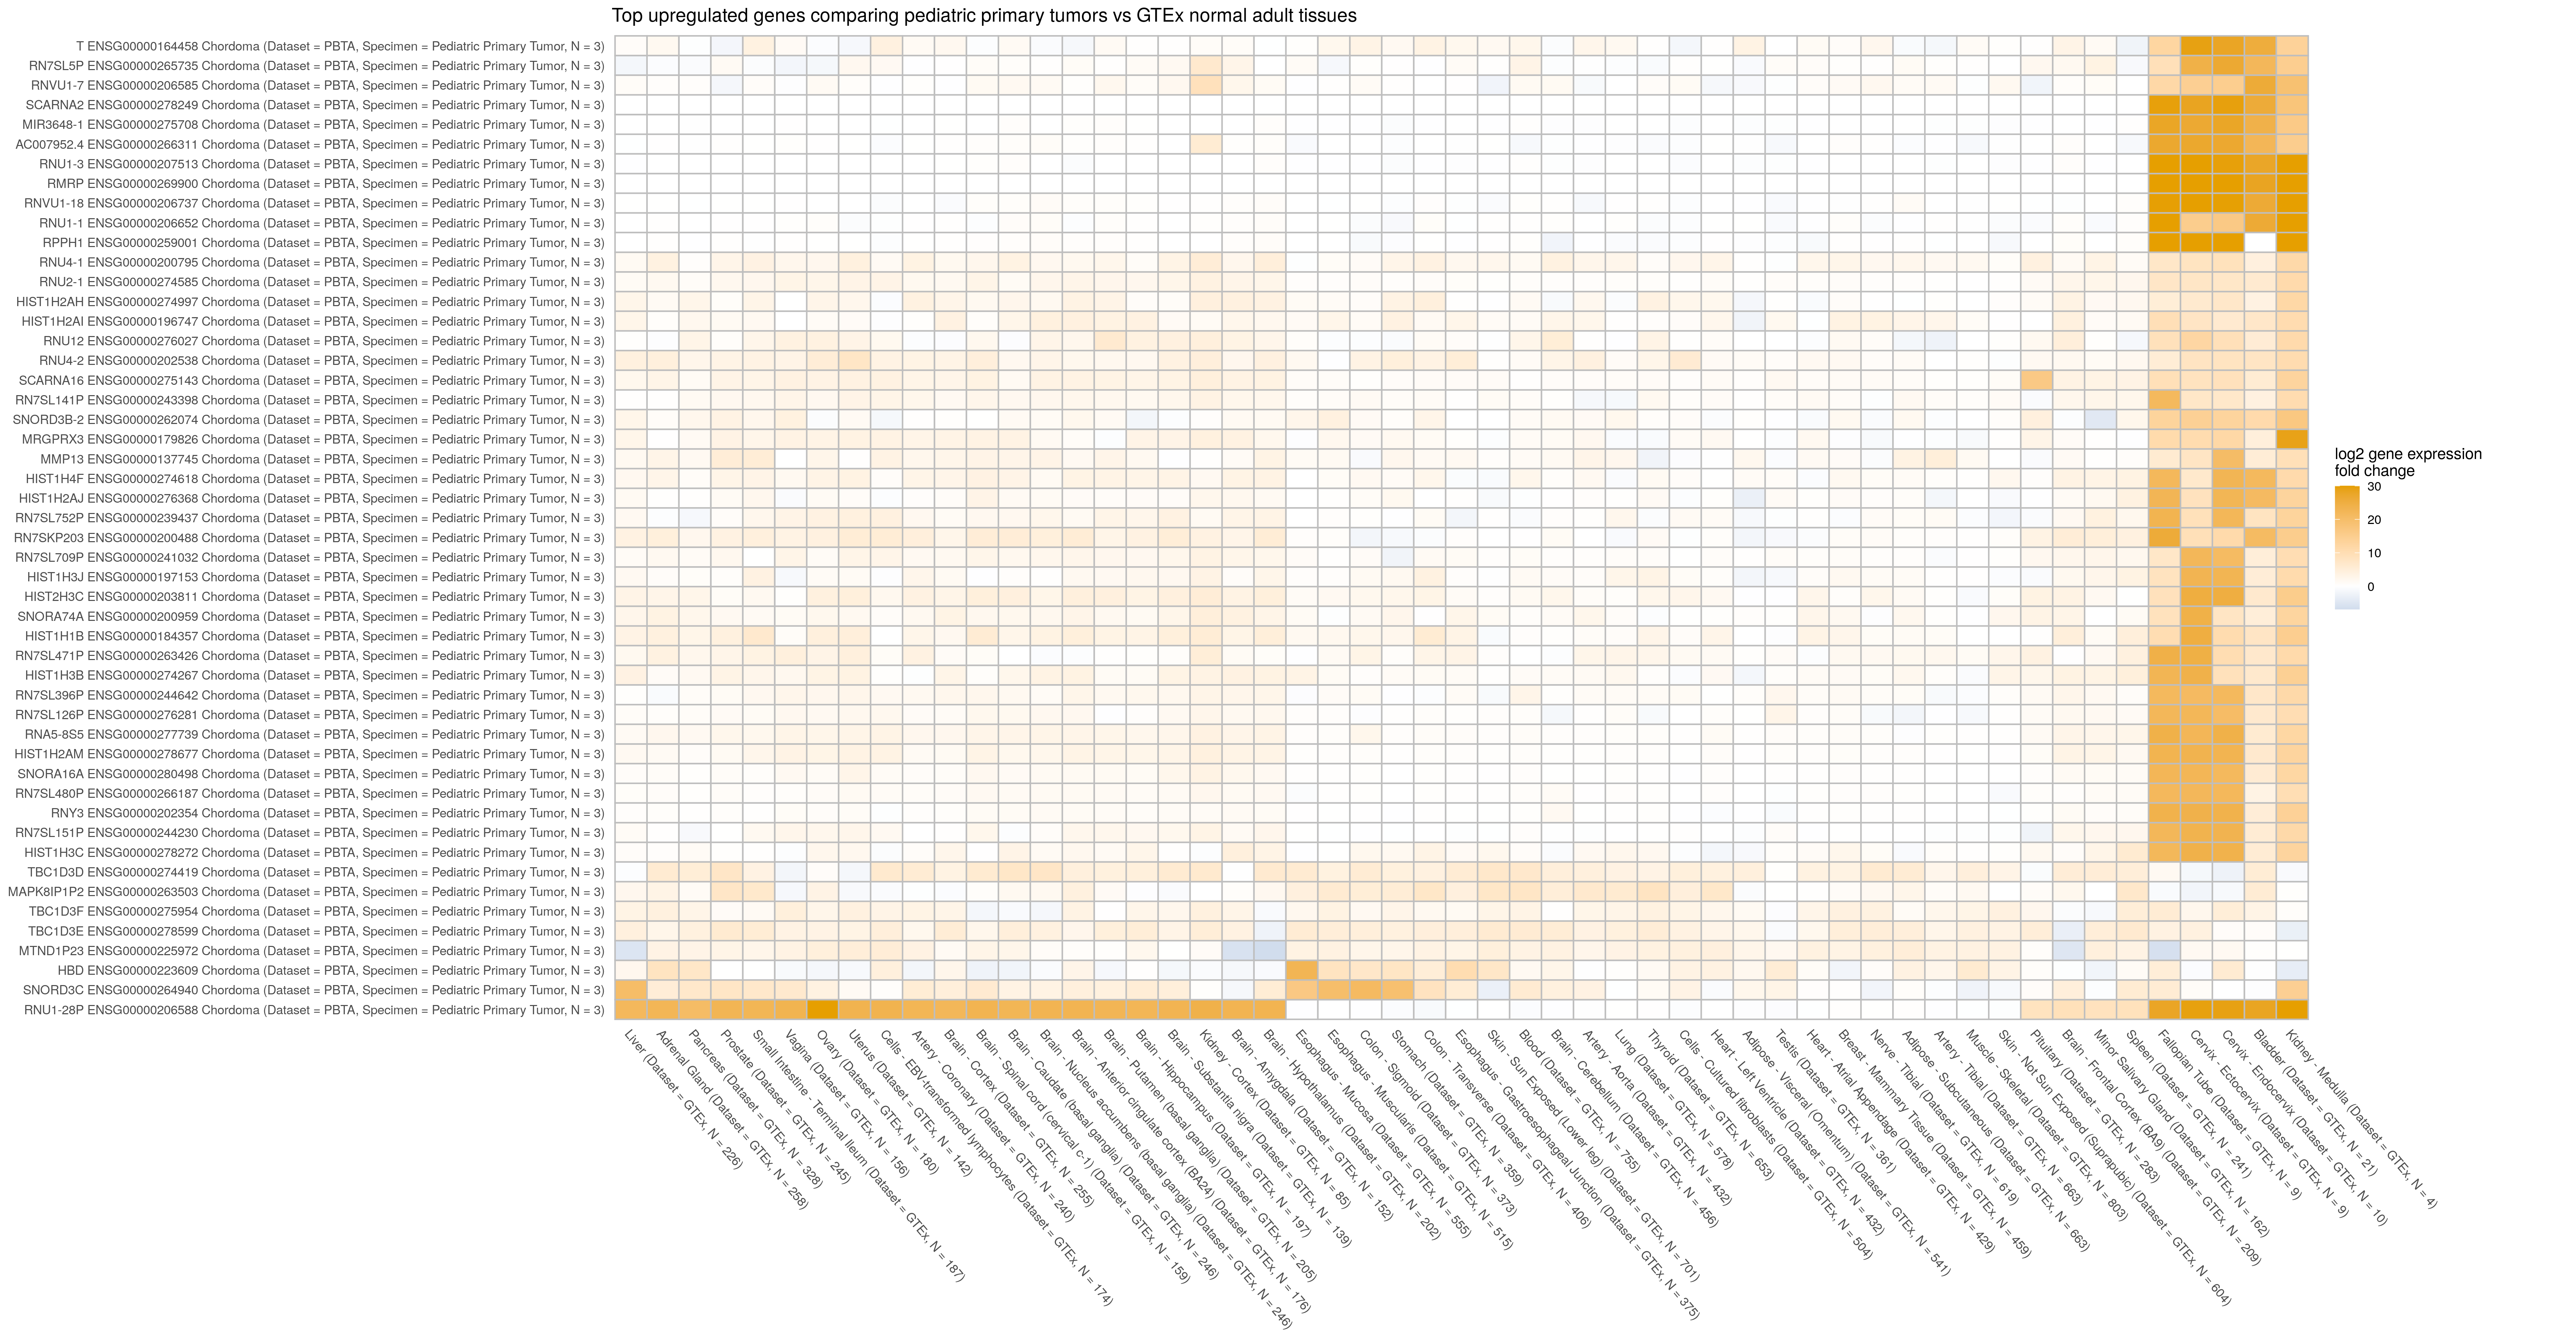 Top upregulated genes comparing pediatric primary tumors vs GTEx normal adult tissues
T ENSG00000164458 Chordoma (Dataset = PBTA, Specimen = Pediatric Primary Tumor, N = 3)
RN7SL5P ENSG00000265735 Chordoma (Dataset = PBTA, Specimen = Pediatric Primary Tumor, N = 3)
RNVU1-7 ENSG00000206585 Chordoma (Dataset = PBTA, Specimen = Pediatric Primary Tumor, N = 3)
SCARNA2 ENSG00000278249 Chordoma (Dataset = PBTA, Specimen = Pediatric Primary Tumor, N = 3)
MIR3648-1 ENSG00000275708 Chordoma (Dataset = PBTA, Specimen = Pediatric Primary Tumor, N = 3)
AC007952.4 ENSG00000266311 Chordoma (Dataset = PBTA, Specimen = Pediatric Primary Tumor, N = 3)
RNU1-3 ENSG00000207513 Chordoma (Dataset = PBTA, Specimen = Pediatric Primary Tumor, N = 3)
RMRP ENSG00000269900 Chordoma (Dataset = PBTA, Specimen = Pediatric Primary Tumor, N = 3)
RNVU1-18 ENSG00000206737 Chordoma (Dataset = PBTA, Specimen = Pediatric Primary Tumor, N = 3)
RNU1-1 ENSG00000206652 Chordoma (Dataset = PBTA, Specimen = Pediatric Primary Tumor, N = 3)
RPPH1 ENSG00000259001 Chordoma (Dataset = PBTA, Specimen = Pediatric Primary Tumor, N = 3)
RNU4-1 ENSG00000200795 Chordoma (Dataset = PBTA, Specimen = Pediatric Primary Tumor, N = 3)
RNU2-1 ENSG00000274585 Chordoma (Dataset = PBTA, Specimen = Pediatric Primary Tumor, N = 3)
HIST1H2AH ENSG00000274997 Chordoma (Dataset = PBTA, Specimen = Pediatric Primary Tumor, N = 3)
HIST1H2AI ENSG00000196747 Chordoma (Dataset = PBTA, Specimen = Pediatric Primary Tumor, N = 3)
RNU12 ENSG00000276027 Chordoma (Dataset = PBTA, Specimen = Pediatric Primary Tumor, N = 3)
RNU4-2 ENSG00000202538 Chordoma (Dataset = PBTA, Specimen = Pediatric Primary Tumor, N = 3)
SCARNA16 ENSG00000275143 Chordoma (Dataset = PBTA, Specimen = Pediatric Primary Tumor, N = 3)
RN7SL141P ENSG00000243398 Chordoma (Dataset = PBTA, Specimen = Pediatric Primary Tumor, N = 3)
SNORD3B-2 ENSG00000262074 Chordoma (Dataset = PBTA, Specimen = Pediatric Primary Tumor, N = 3)
MRGPRX3 ENSG00000179826 Chordoma (Dataset = PBTA, Specimen = Pediatric Primary Tumor, N = 3)
MMP13 ENSG00000137745 Chordoma (Dataset = PBTA, Specimen = Pediatric Primary Tumor, N = 3)
HIST1H4F ENSG00000274618 Chordoma (Dataset = PBTA, Specimen = Pediatric Primary Tumor, N = 3)
HIST1H2AJ ENSG00000276368 Chordoma (Dataset = PBTA, Specimen = Pediatric Primary Tumor, N = 3)
RN7SL752P ENSG00000239437 Chordoma (Dataset = PBTA, Specimen = Pediatric Primary Tumor, N = 3)
RN7SKP203 ENSG00000200488 Chordoma (Dataset = PBTA, Specimen = Pediatric Primary Tumor, N = 3)
RN7SL709P ENSG00000241032 Chordoma (Dataset = PBTA, Specimen = Pediatric Primary Tumor, N = 3)
HIST1H3J ENSG00000197153 Chordoma (Dataset = PBTA, Specimen = Pediatric Primary Tumor, N = 3)
HIST2H3C ENSG00000203811 Chordoma (Dataset = PBTA, Specimen = Pediatric Primary Tumor, N = 3)
SNORA74A ENSG00000200959 Chordoma (Dataset = PBTA, Specimen = Pediatric Primary Tumor, N = 3)
HIST1H1B ENSG00000184357 Chordoma (Dataset = PBTA, Specimen = Pediatric Primary Tumor, N = 3)
RN7SL471P ENSG00000263426 Chordoma (Dataset = PBTA, Specimen = Pediatric Primary Tumor, N = 3)
HIST1H3B ENSG00000274267 Chordoma (Dataset = PBTA, Specimen = Pediatric Primary Tumor, N = 3)
RN7SL396P ENSG00000244642 Chordoma (Dataset = PBTA, Specimen = Pediatric Primary Tumor, N = 3)
RN7SL126P ENSG00000276281 Chordoma (Dataset = PBTA, Specimen = Pediatric Primary Tumor, N = 3)
RNA5-8S5 ENSG00000277739 Chordoma (Dataset = PBTA, Specimen = Pediatric Primary Tumor, N = 3)
HIST1H2AM ENSG00000278677 Chordoma (Dataset = PBTA, Specimen = Pediatric Primary Tumor, N = 3)
SNORA16A ENSG00000280498 Chordoma (Dataset = PBTA, Specimen = Pediatric Primary Tumor, N = 3)
RN7SL480P ENSG00000266187 Chordoma (Dataset = PBTA, Specimen = Pediatric Primary Tumor, N = 3)
RNY3 ENSG00000202354 Chordoma (Dataset = PBTA, Specimen = Pediatric Primary Tumor, N = 3)
RN7SL151P ENSG00000244230 Chordoma (Dataset = PBTA, Specimen = Pediatric Primary Tumor, N = 3)
HIST1H3C ENSG00000278272 Chordoma (Dataset = PBTA, Specimen = Pediatric Primary Tumor, N = 3)
TBC1D3D ENSG00000274419 Chordoma (Dataset = PBTA, Specimen = Pediatric Primary Tumor, N = 3)
MAPK8IP1P2 ENSG00000263503 Chordoma (Dataset = PBTA, Specimen = Pediatric Primary Tumor, N = 3)
TBC1D3F ENSG00000275954 Chordoma (Dataset = PBTA, Specimen = Pediatric Primary Tumor, N = 3)
TBC1D3E ENSG00000278599 Chordoma (Dataset = PBTA, Specimen = Pediatric Primary Tumor, N = 3)
MTND1P23 ENSG00000225972 Chordoma (Dataset = PBTA, Specimen = Pediatric Primary Tumor, N = 3)
HBD ENSG00000223609 Chordoma (Dataset = PBTA, Specimen = Pediatric Primary Tumor, N = 3)
SNORD3C ENSG00000264940 Chordoma (Dataset = PBTA, Specimen = Pediatric Primary Tumor, N = 3)
RNU1-28P ENSG00000206588 Chordoma (Dataset = PBTA, Specimen = Pediatric Primary Tumor, N = 3)
Liver (Dataset = GTEx, N = 226)
Adrenal Gland (Dataset = GTEx, N = 258)
Pancreas (Dataset = GTEx, N = 328)
Prostate (Dataset = GTEx, N = 245)
Small Intestine - Terminal Ileum (Dataset = GTEx, N = 187)
Vagina (Dataset = GTEx, N = 156)
Ovary (Dataset = GTEx, N = 180)
Uterus (Dataset = GTEx, N = 142)
Cells - EBV-transformed lymphocytes (Dataset = GTEx, N = 174)
Artery - Coronary (Dataset = GTEx, N = 240)
Brain - Cortex (Dataset = GTEx, N = 255)
Brain - Spinal cord (cervical c-1) (Dataset = GTEx, N = 159)
Brain - Caudate (basal ganglia) (Dataset = GTEx, N = 246)
Brain - Nucleus accumbens (basal ganglia) (Dataset = GTEx, N = 246)
Brain - Anterior cingulate cortex (BA24) (Dataset = GTEx, N = 176)
Brain - Putamen (basal ganglia) (Dataset = GTEx, N = 205)
Brain - Hippocampus (Dataset = GTEx, N = 197)
Brain - Substantia nigra (Dataset = GTEx, N = 139)
Kidney - Cortex (Dataset = GTEx, N = 85)
Brain - Amygdala (Dataset = GTEx, N = 152)
Brain - Hypothalamus (Dataset = GTEx, N = 202)
Esophagus - Mucosa (Dataset = GTEx, N = 555)
Esophagus - Muscularis (Dataset = GTEx, N = 515)
Colon - Sigmoid (Dataset = GTEx, N = 373)
Stomach (Dataset = GTEx, N = 359)
Colon - Transverse (Dataset = GTEx, N = 406)
Esophagus - Gastroesophageal Junction (Dataset = GTEx, N = 375)
Skin - Sun Exposed (Lower leg) (Dataset = GTEx, N = 701)
Blood (Dataset = GTEx, N = 755)
Brain - Cerebellum (Dataset = GTEx, N = 456)
Artery - Aorta (Dataset = GTEx, N = 432)
Lung (Dataset = GTEx, N = 578)
Thyroid (Dataset = GTEx, N = 653)
Cells - Cultured fibroblasts (Dataset = GTEx, N = 504)
Heart - Left Ventricle (Dataset = GTEx, N = 432)
Adipose - Visceral (Omentum) (Dataset = GTEx, N = 541)
Testis (Dataset = GTEx, N = 361)
Heart - Atrial Appendage (Dataset = GTEx, N = 429)
Breast - Mammary Tissue (Dataset = GTEx, N = 459)
Nerve - Tibial (Dataset = GTEx, N = 619)
Adipose - Subcutaneous (Dataset = GTEx, N = 663)
Artery - Tibial (Dataset = GTEx, N = 663)
Muscle - Skeletal (Dataset = GTEx, N = 803)
Skin - Not Sun Exposed (Suprapubic) (Dataset = GTEx, N = 604)
Pituitary (Dataset = GTEx, N = 283)
Brain - Frontal Cortex (BA9) (Dataset = GTEx, N = 209)
Minor Salivary Gland (Dataset = GTEx, N = 162)
Spleen (Dataset = GTEx, N = 241)
Fallopian Tube (Dataset = GTEx, N = 9)
Cervix - Ectocervix (Dataset = GTEx, N = 9)
Cervix - Endocervix (Dataset = GTEx, N = 10)
Bladder (Dataset = GTEx, N = 21)
Kidney - Medulla (Dataset = GTEx, N = 4)
log2 gene expression
fold change
30
20
10
0